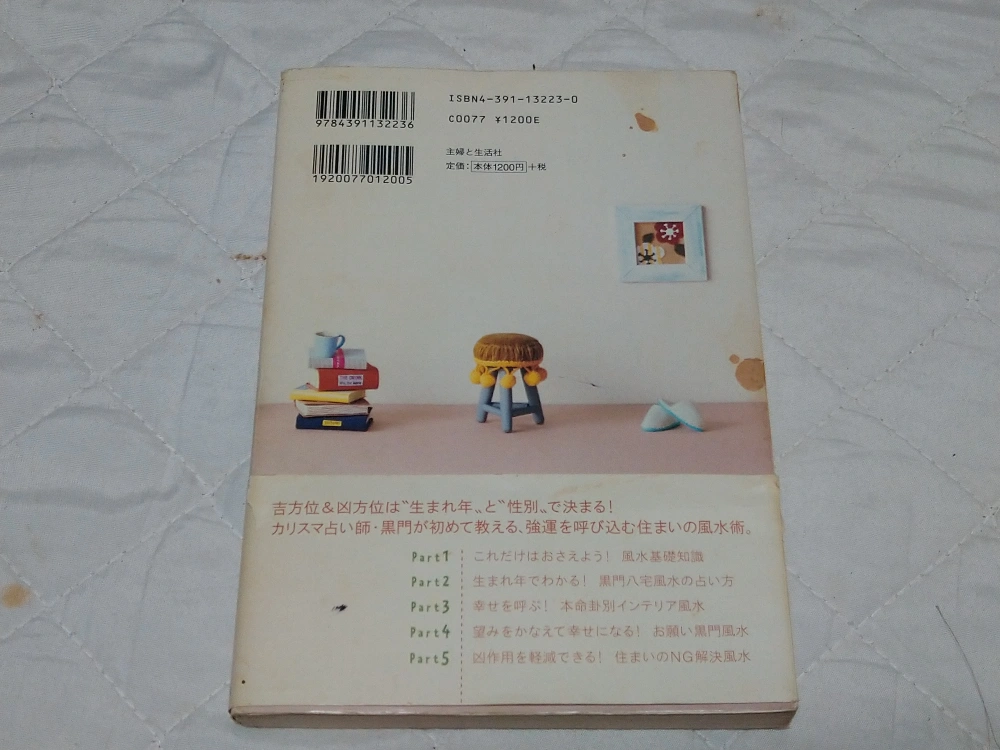 ISBN4-391-13223-0
C0077 ¥1200E
9784391132236
主婦と生活社
定価：本体1200円＋税
1920077012005
吉方位＆凶方位は〝生まれ年〟と〝性別〟で決まる！
カリスマ占い師・黒門が初めて教える、強運を呼び込む住まいの風水術。
Part1 これだけはおさえよう！ 風水基礎知識
Part2 生まれ年でわかる！ 黒門八宅風水の占い方
Part3 幸せを呼ぶ！ 本命卦別インテリア風水
Part4 望みをかなえて幸せになる！ お願い黒門風水
Part5 凶作用を軽減できる！ 住まいのNG解決風水